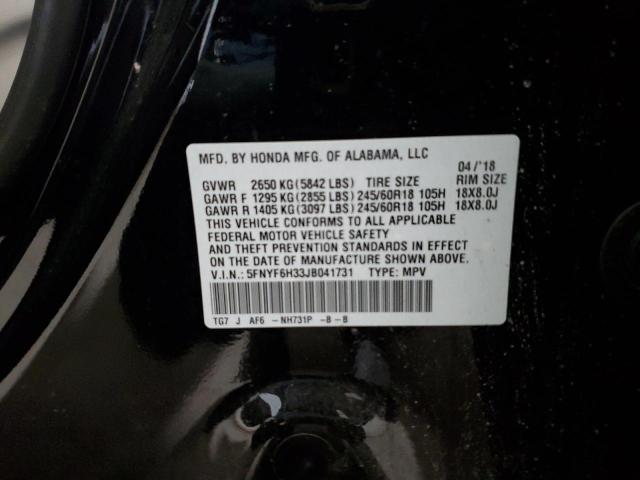 MFD. BY HONDA MFG. OF ALABAMA, LLC
04/'18
GVWR 2650 KG(5842 LBS) TIRE SIZE RIM SIZE
GAWR F 1295 KG(2855 LBS)245/60R18 105H 18X8.0J
GAWR R 1405 KG(3097 LBS)245/60R18 105H 18X8.0J
THIS VEHICLE CONFORMS TO ALL APPLICABLE
FEDERAL MOTOR VEHICLE SAFETY
AND THEFT PREVENTION STANDARDS IN EFFECT
ON THE DATE OF MANUFACTURE SHOWN ABOVE.
V.I.N.: 5FNYF6H33JB041731 TYPE: MPV
TG7 J AF6 -NH731P -B-B